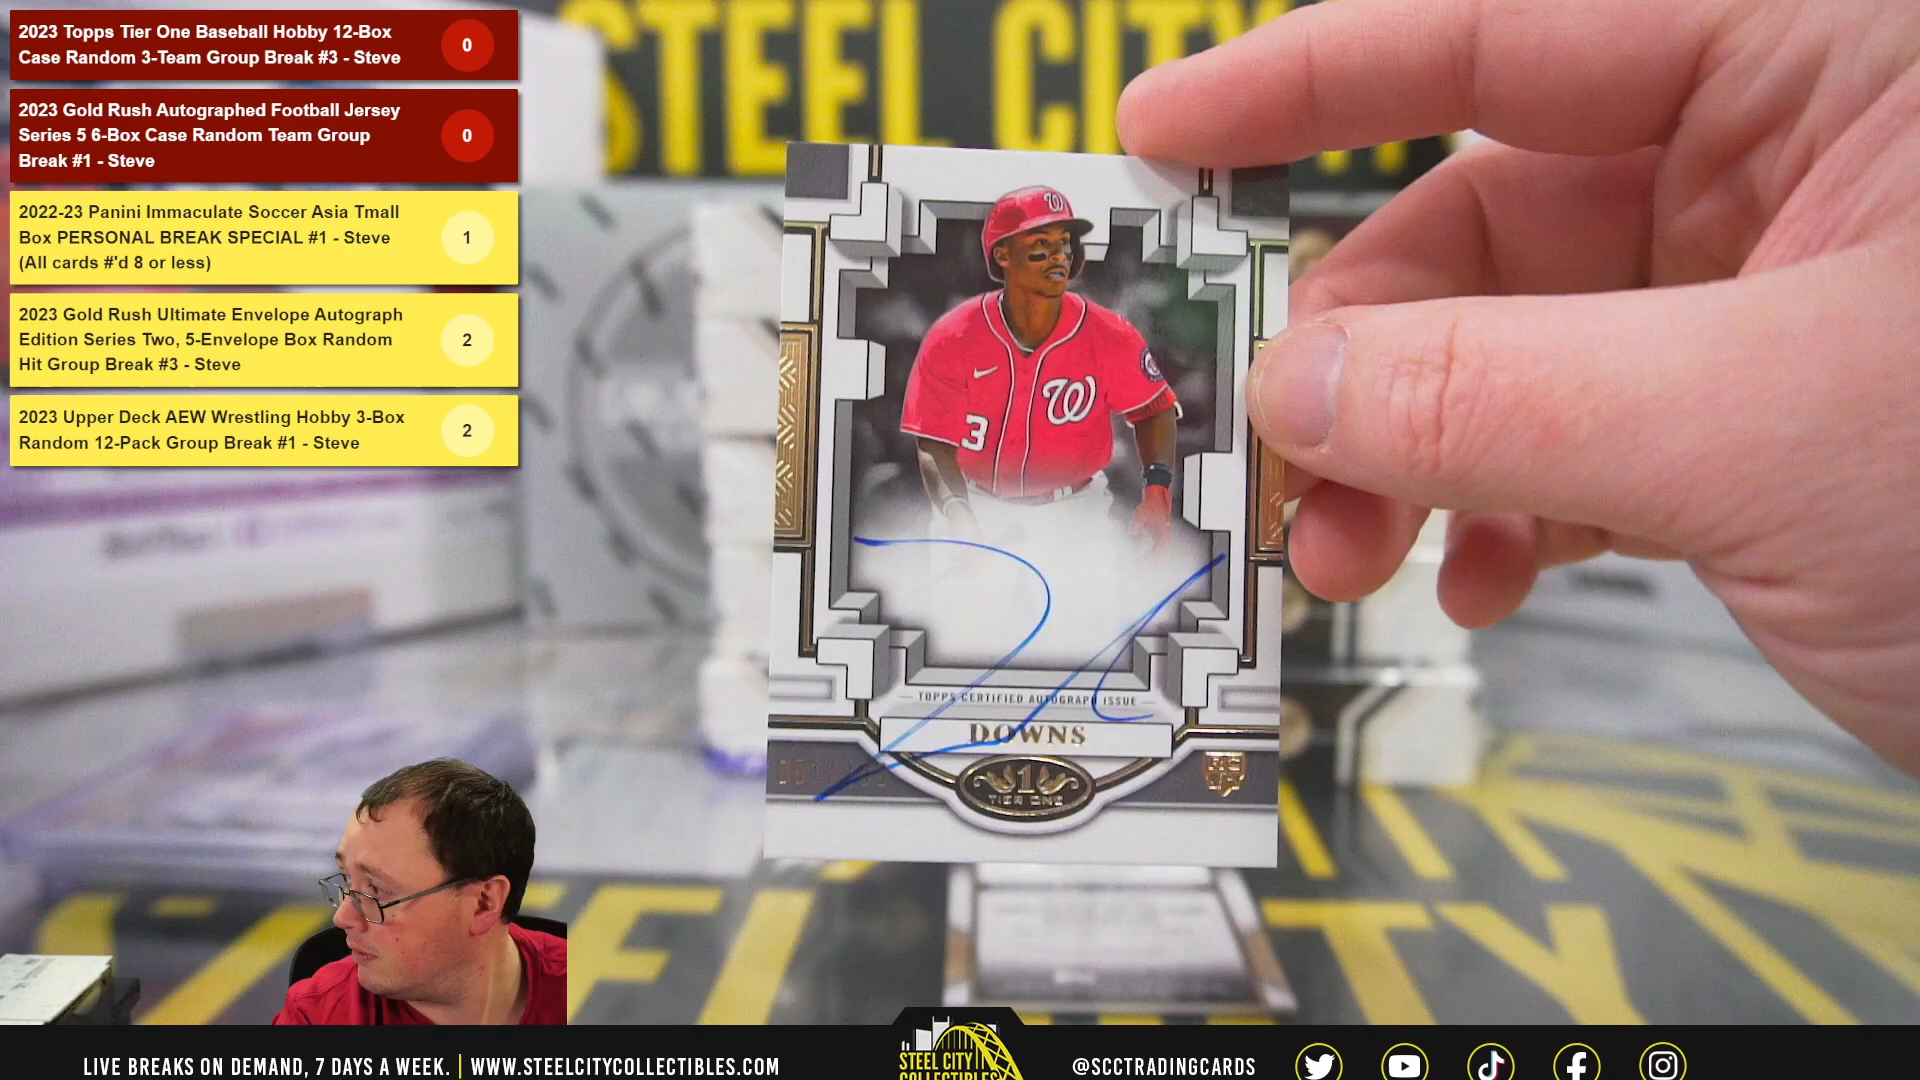 2023 Topps Tier One Baseball Hobby 12-Box
Case Random 3-Team Group Break #3 - Steve
0
2023 Gold Rush Autographed Football Jersey
Series 5 6-Box Case Random Team Group
Break #1 - Steve
0
2022-23 Panini Immaculate Soccer Asia Tmall
Box PERSONAL BREAK SPECIAL #1 - Steve
(All cards #'d 8 or less)
1
2023 Gold Rush Ultimate Envelope Autograph
Edition Series Two, 5-Envelope Box Random
Hit Group Break #3 - Steve
2
2023 Upper Deck AEW Wrestling Hobby 3-Box
Random 12-Pack Group Break #1 - Steve
2
STEEL CITY
W
W
3
TOPPS CERTIFIED AUTOGRAPH ISSUE
DOWNS
1
TIER ONE
RC
LIVE BREAKS ON DEMAND, 7 DAYS A WEEK. | WWW.STEELCITYCOLLECTIBLES.COM
STEEL CITY
COLLECTIBLES
@SCCTRADINGCARDS